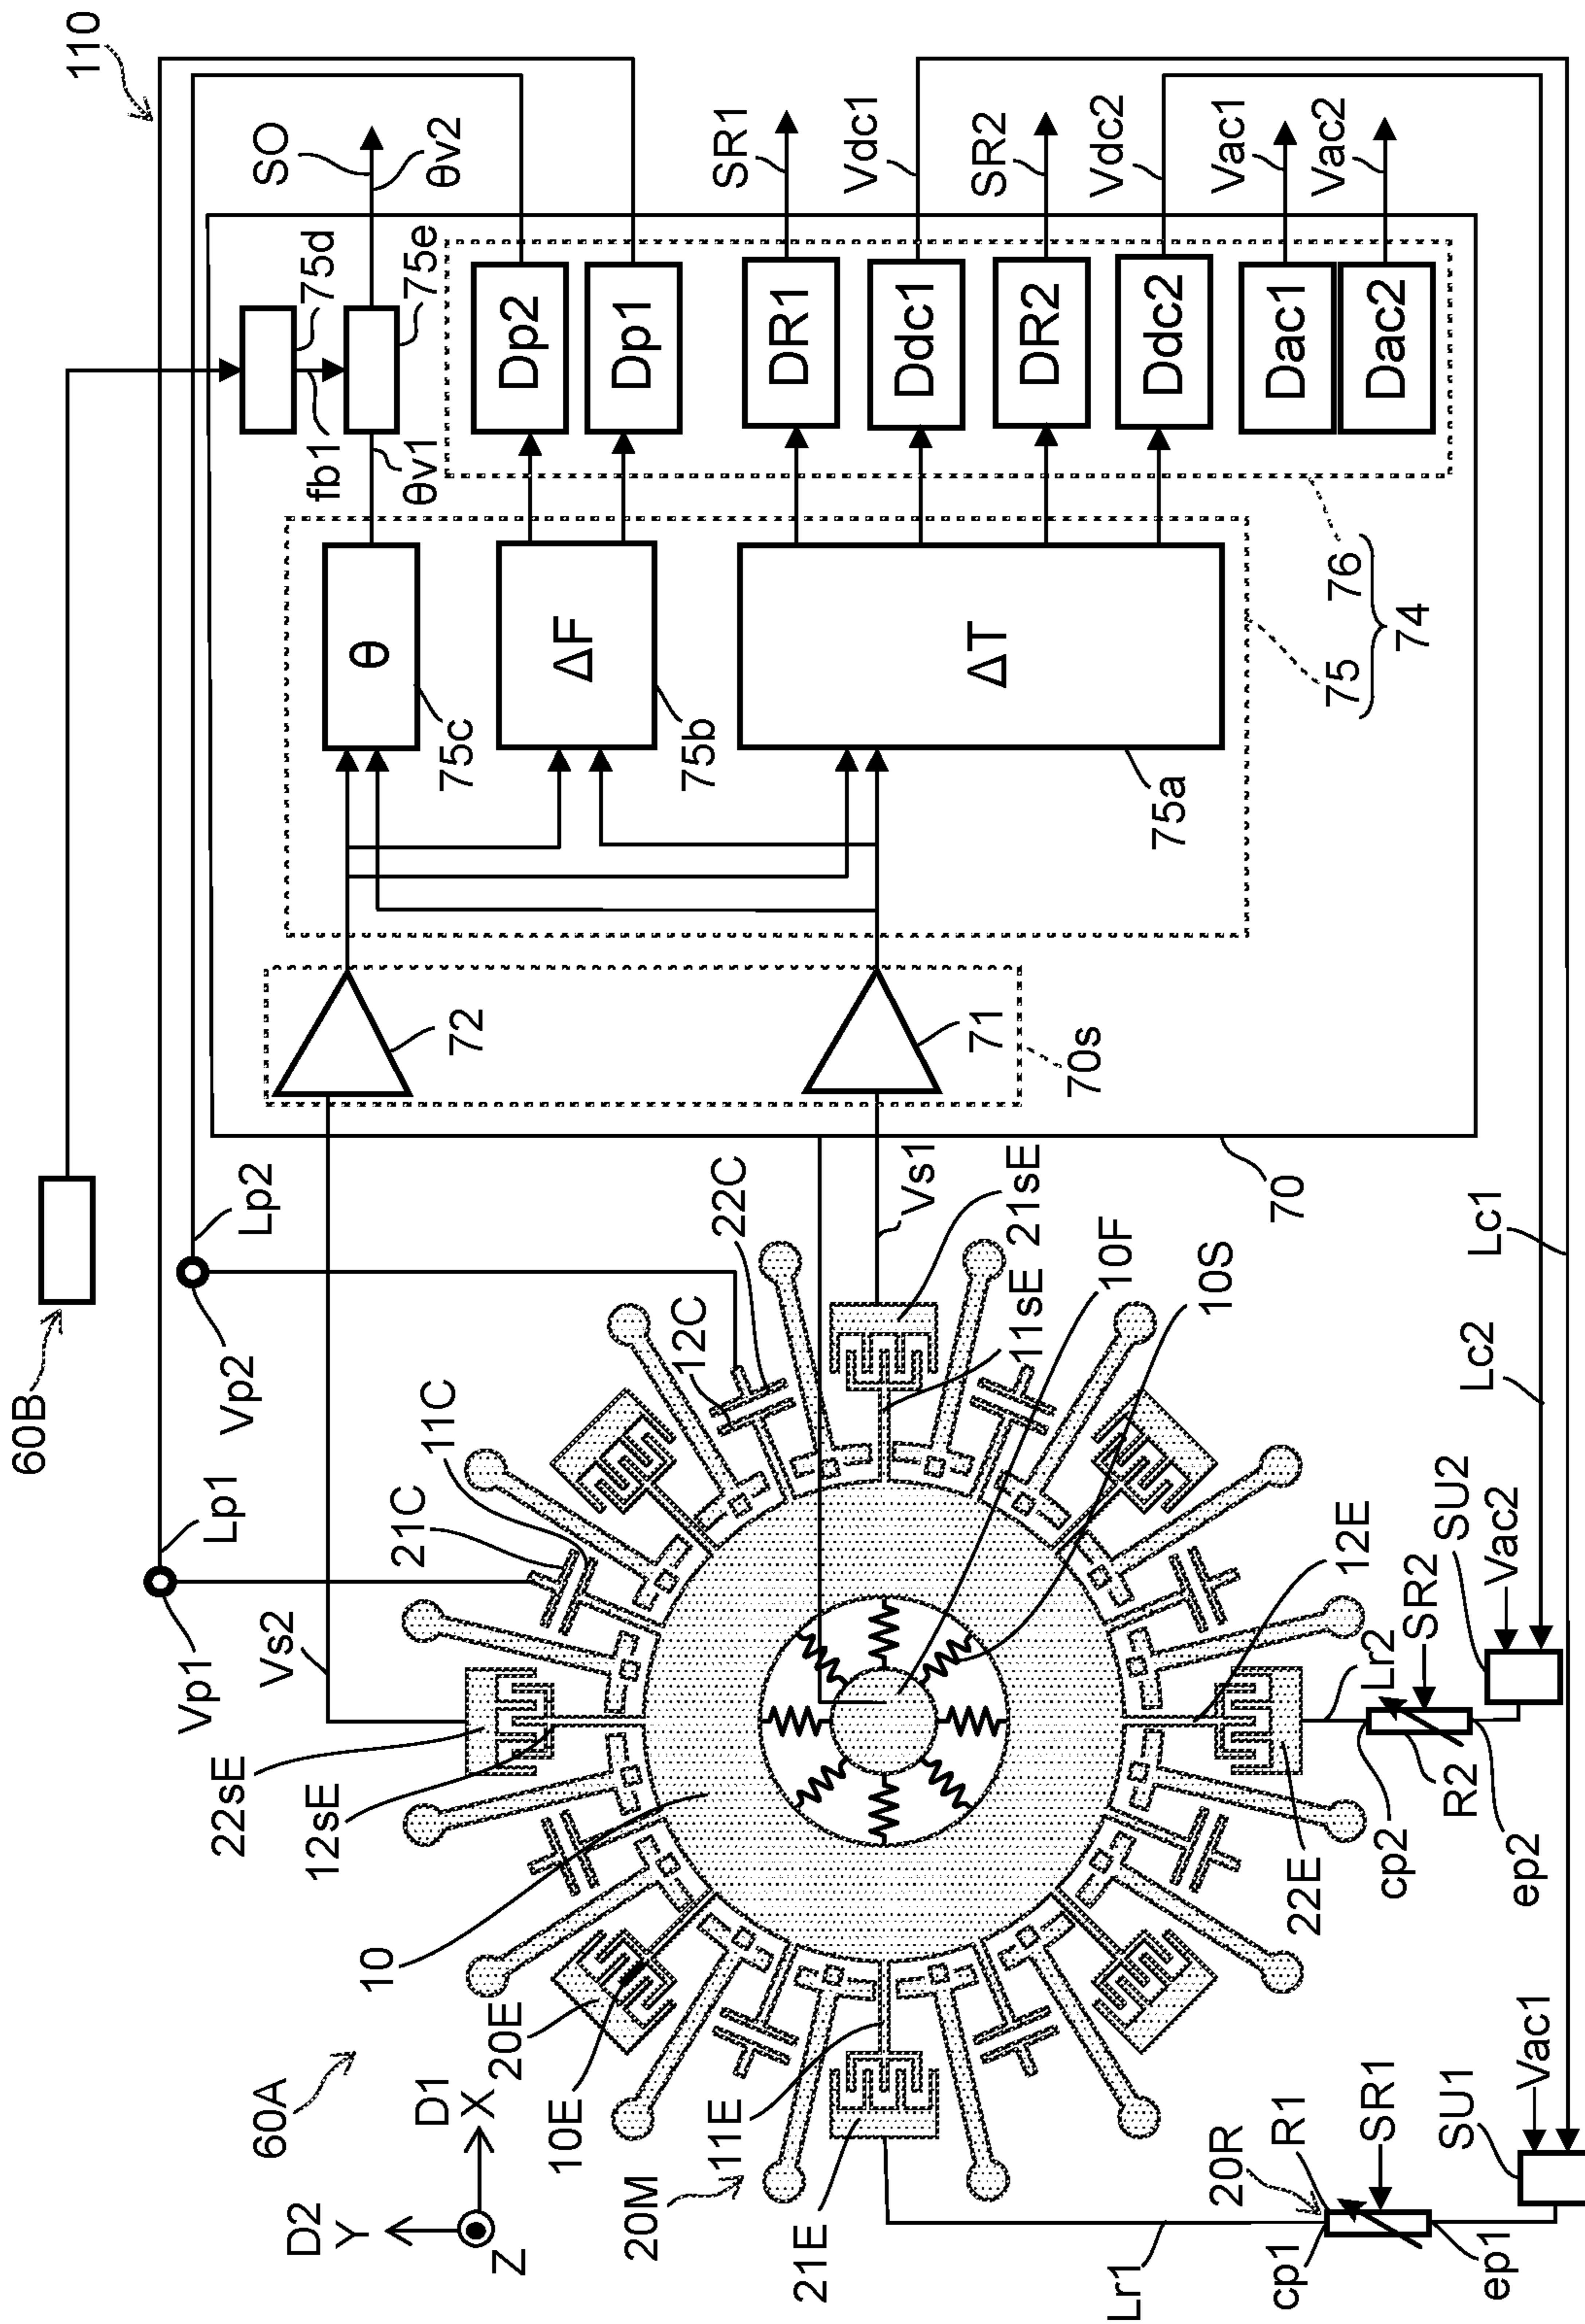 110
60B
SO
θv2
75d
75e
fb1
θv1
Dp2
Dp1
SR1
Vdc1
SR2
Vdc2
Vac1
Vac2
DR1
Ddc1
DR2
Ddc2
Dac1
Dac2
θ
ΔF
ΔT
75c
75b
75a
76
75
74
72
71
70s
70
Lp2
Vp2
Lp1
Vp1
Vs2
Vs1
22C
12C
11C
21C
21sE
11sE
10F
10S
22sE
12sE
10
20E
10E
11E
21E
20M
60A
D1
X
D2
Y
Z
12E
22E
Lc1
Lc2
SU2
Vac2
SR2
Lr2
R2
cp2
ep2
Vac1
SU1
SR1
R1
20R
cp1
ep1
Lr1